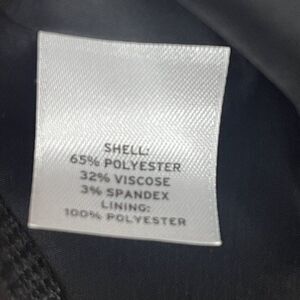 SHELL:
65% POLYESTER
32% VISCOSE
3% SPANDEX
LINING:
100% POLYESTER